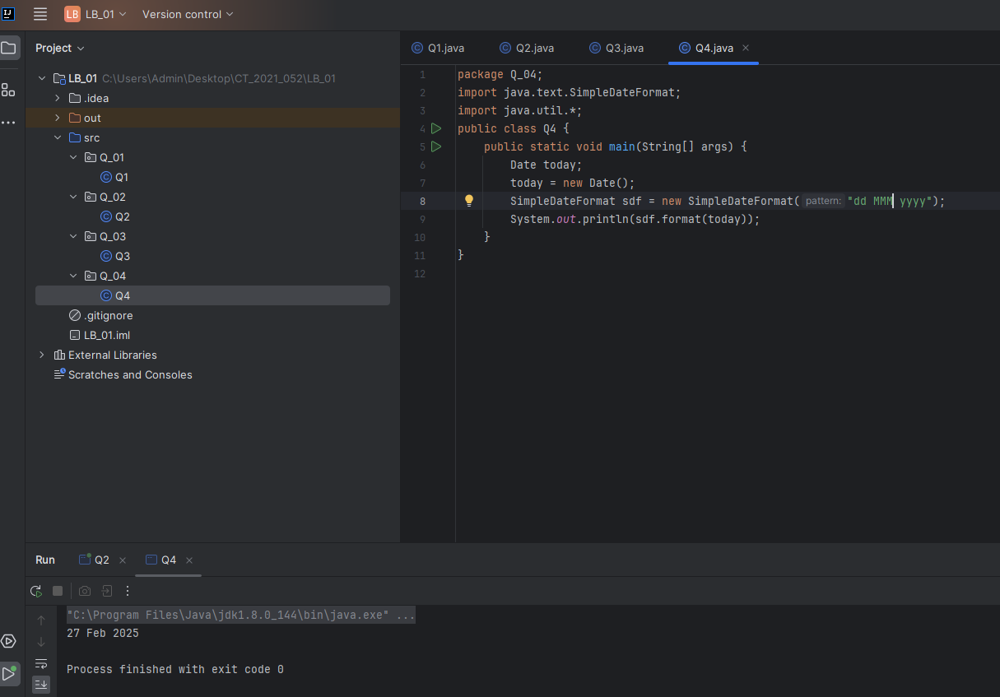 LB LB_01 Version control
Project
Q1.java Q2.java Q3.java Q4.java
LB_01 C:\Users\Admin\Desktop\CT_2021_052\LB_01
.idea
out
src
Q_01
Q1
Q_02
Q2
Q_03
Q3
Q_04
Q4
.gitignore
LB_01.iml
External Libraries
Scratches and Consoles
1 package Q_04;
2 import java.text.SimpleDateFormat;
3 import java.util.*;
4 public class Q4 {
5 public static void main(String[] args) {
6 Date today;
7 today = new Date();
8 SimpleDateFormat sdf = new SimpleDateFormat( pattern: "dd MMM yyyy");
9 System.out.println(sdf.format(today));
10 }
11 }
12
Run Q2 Q4
"C:\Program Files\Java\jdk1.8.0_144\bin\java.exe" ...
27 Feb 2025
Process finished with exit code 0